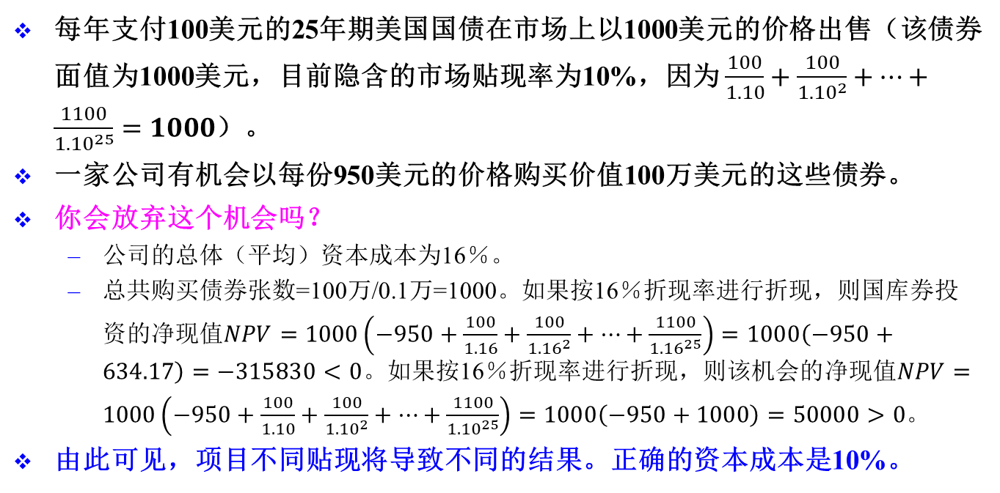 ❖ 每年支付100美元的25年期美国国债在市场上以1000美元的价格出售（该债券
面值为1000美元，目前隐含的市场贴现率为10%，因为 $\frac{100}{1.10} + \frac{100}{1.10^2} + \cdots +$
$\frac{1100}{1.10^{25}} = 1000$）。
❖ 一家公司有机会以每份950美元的价格购买价值100万美元的这些债券。
❖ 你会放弃这个机会吗？
– 公司的总体（平均）资本成本为16％。
– 总共购买债券张数=100万/0.1万=1000。如果按16％折现率进行折现，则国库券投
资的净现值$NPV = 1000\left(-950 + \frac{100}{1.16} + \frac{100}{1.16^2} + \cdots + \frac{1100}{1.16^{25}}\right) = 1000(-950 +$
$634.17) = -315830 < 0$。如果按16％折现率进行折现，则该机会的净现值$NPV =$
$1000\left(-950 + \frac{100}{1.10} + \frac{100}{1.10^2} + \cdots + \frac{1100}{1.10^{25}}\right) = 1000(-950 + 1000) = 50000 > 0$。
❖ 由此可见，项目不同贴现将导致不同的结果。正确的资本成本是10%。